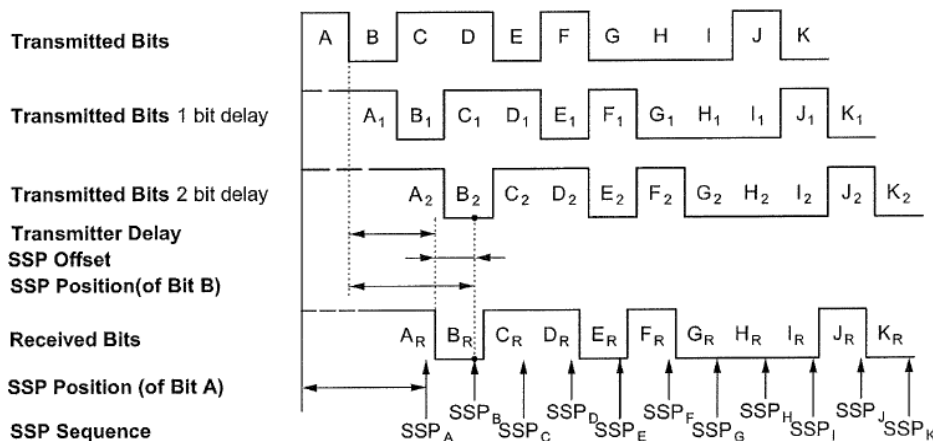 Transmitted Bits A B C D E F G H I J K
Transmitted Bits 1 bit delay A1 B1 C1 D1 E1 F1 G1 H1 I1 J1 K1
Transmitted Bits 2 bit delay A2 B2 C2 D2 E2 F2 G2 H2 I2 J2 K2
Transmitter Delay
SSP Offset
SSP Position(of Bit B)
Received Bits AR BR CR DR ER FR GR HR IR JR KR
SSP Position (of Bit A)
SSP Sequence SSPA SSPB SSPC SSPD SSPE SSPF SSPG SSPH SSPI SSPJ SSPK